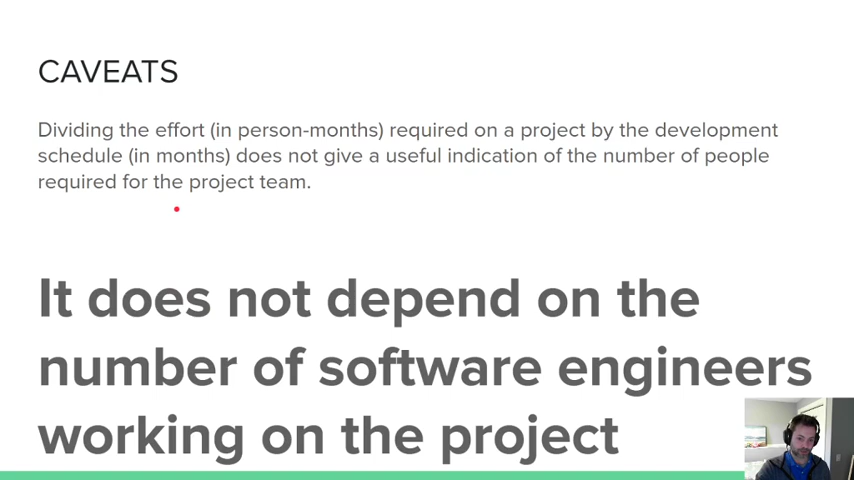 CAVEATS
Dividing the effort (in person-months) required on a project by the development
schedule (in months) does not give a useful indication of the number of people
required for the project team.
It does not depend on the
number of software engineers
working on the project